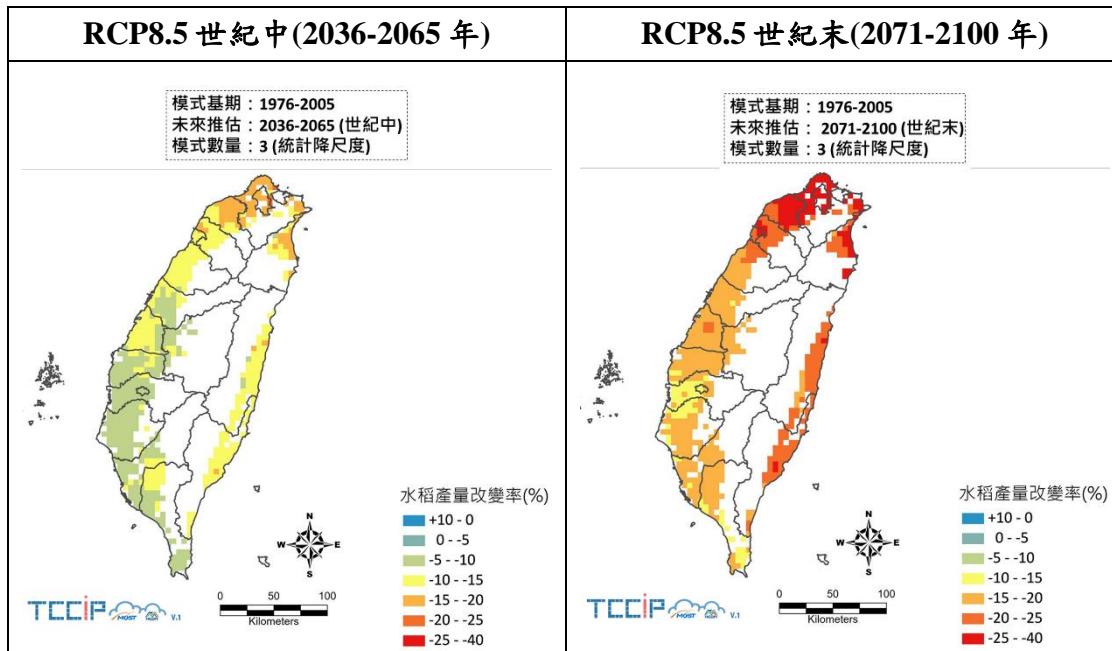 RCP8.5 世紀中(2036-2065 年)
模式基期：1976-2005
未來推估：2036-2065 (世紀中)
模式數量：3 (統計降尺度)
水稻產量改變率(%)
+10 - 0
0 - -5
-5 - -10
-10 - -15
-15 - -20
-20 - -25
-25 - -40
N
W E
S
0 50 100
Kilometers
TCCiP MOST V.1
RCP8.5 世紀末(2071-2100 年)
模式基期：1976-2005
未來推估： 2071-2100 (世紀末)
模式數量：3 (統計降尺度)
水稻產量改變率(%)
+10 - 0
0 - -5
-5 - -10
-10 - -15
-15 - -20
-20 - -25
-25 - -40
N
W E
S
0 50 100
Kilometers
TCCiP MOST V.1